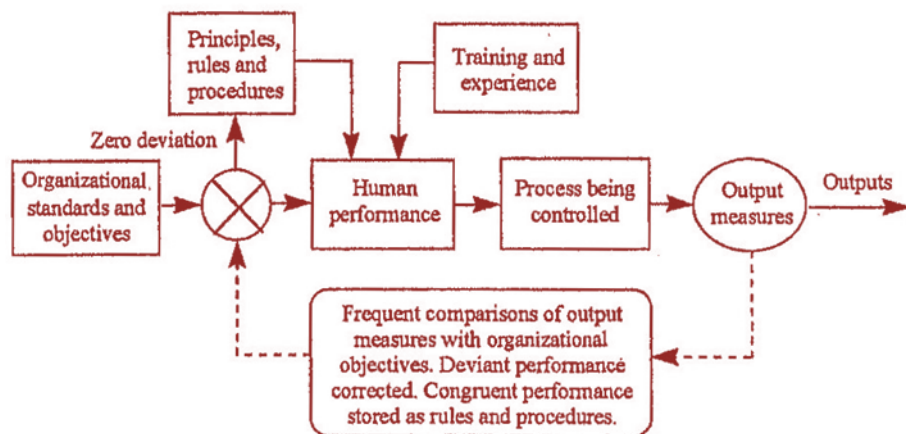 Principles,
rules and
procedures
Training and
experience
Zero deviation
Organizational,
standards and
objectives
Human
performance
Process being
controlled
Output
measures
Outputs
Frequent comparisons of output
measures with organizational
objectives. Deviant performance
corrected. Congruent performance
stored as rules and procedures.